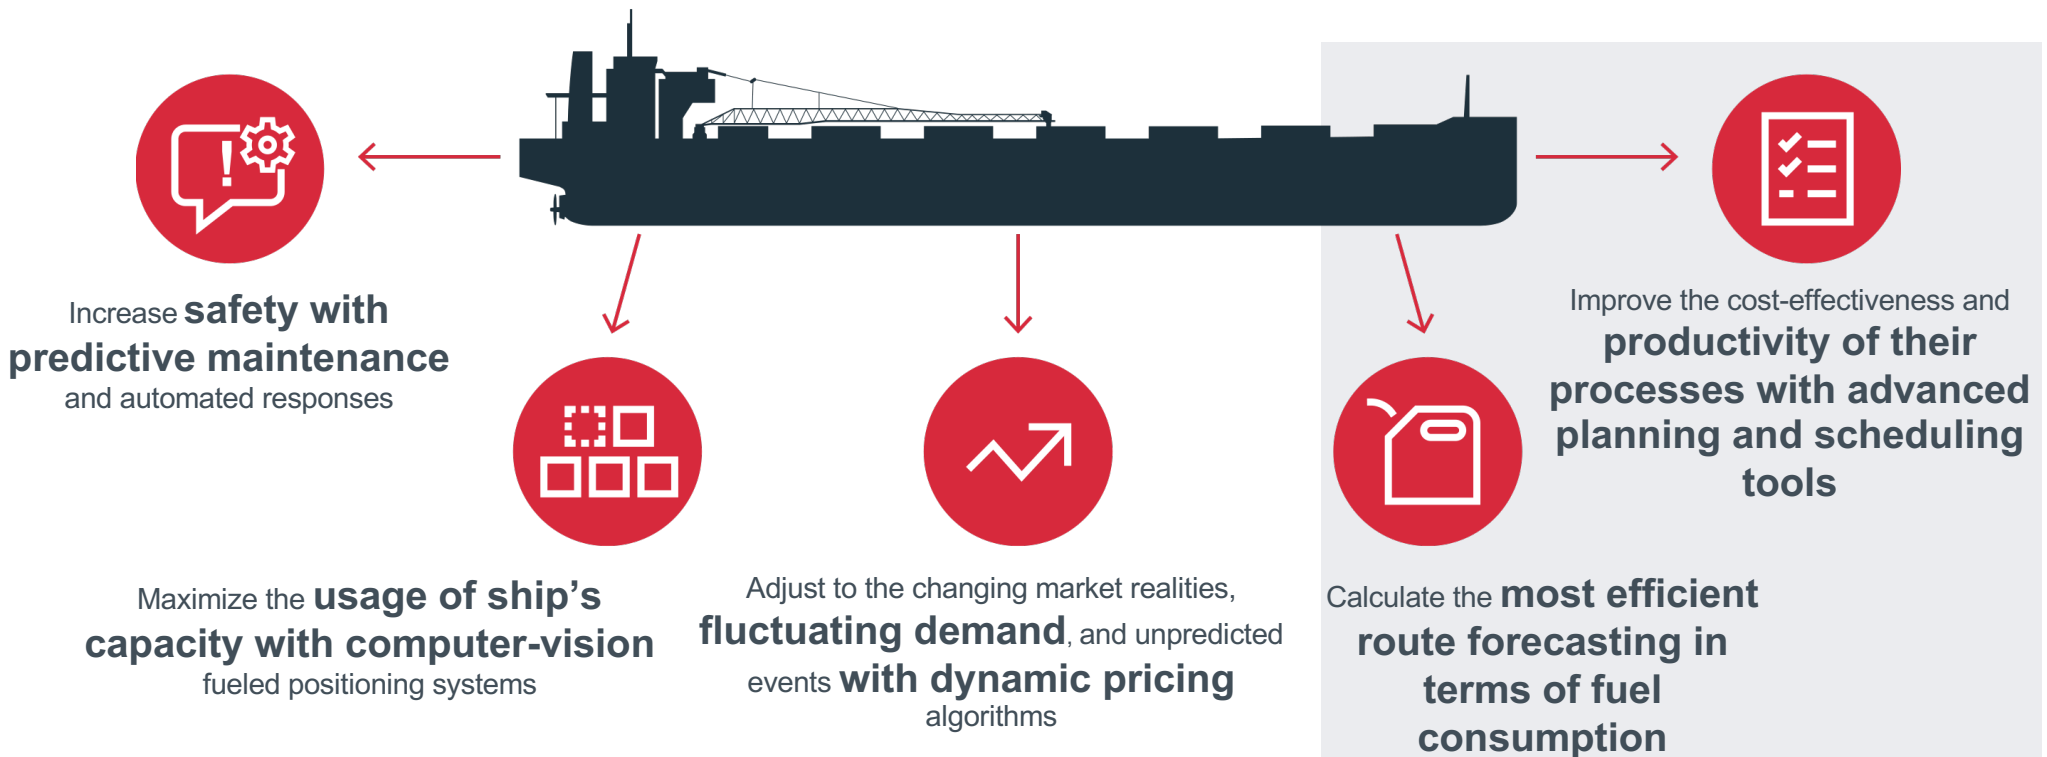 Increase safety with
predictive maintenance
and automated responses
Maximize the usage of ship's
capacity with computer-vision
fueled positioning systems
Adjust to the changing market realities,
fluctuating demand, and unpredicted
events with dynamic pricing
algorithms
Calculate the most efficient
route forecasting in
terms of fuel
consumption
Improve the cost-effectiveness and
productivity of their
processes with advanced
planning and scheduling
tools